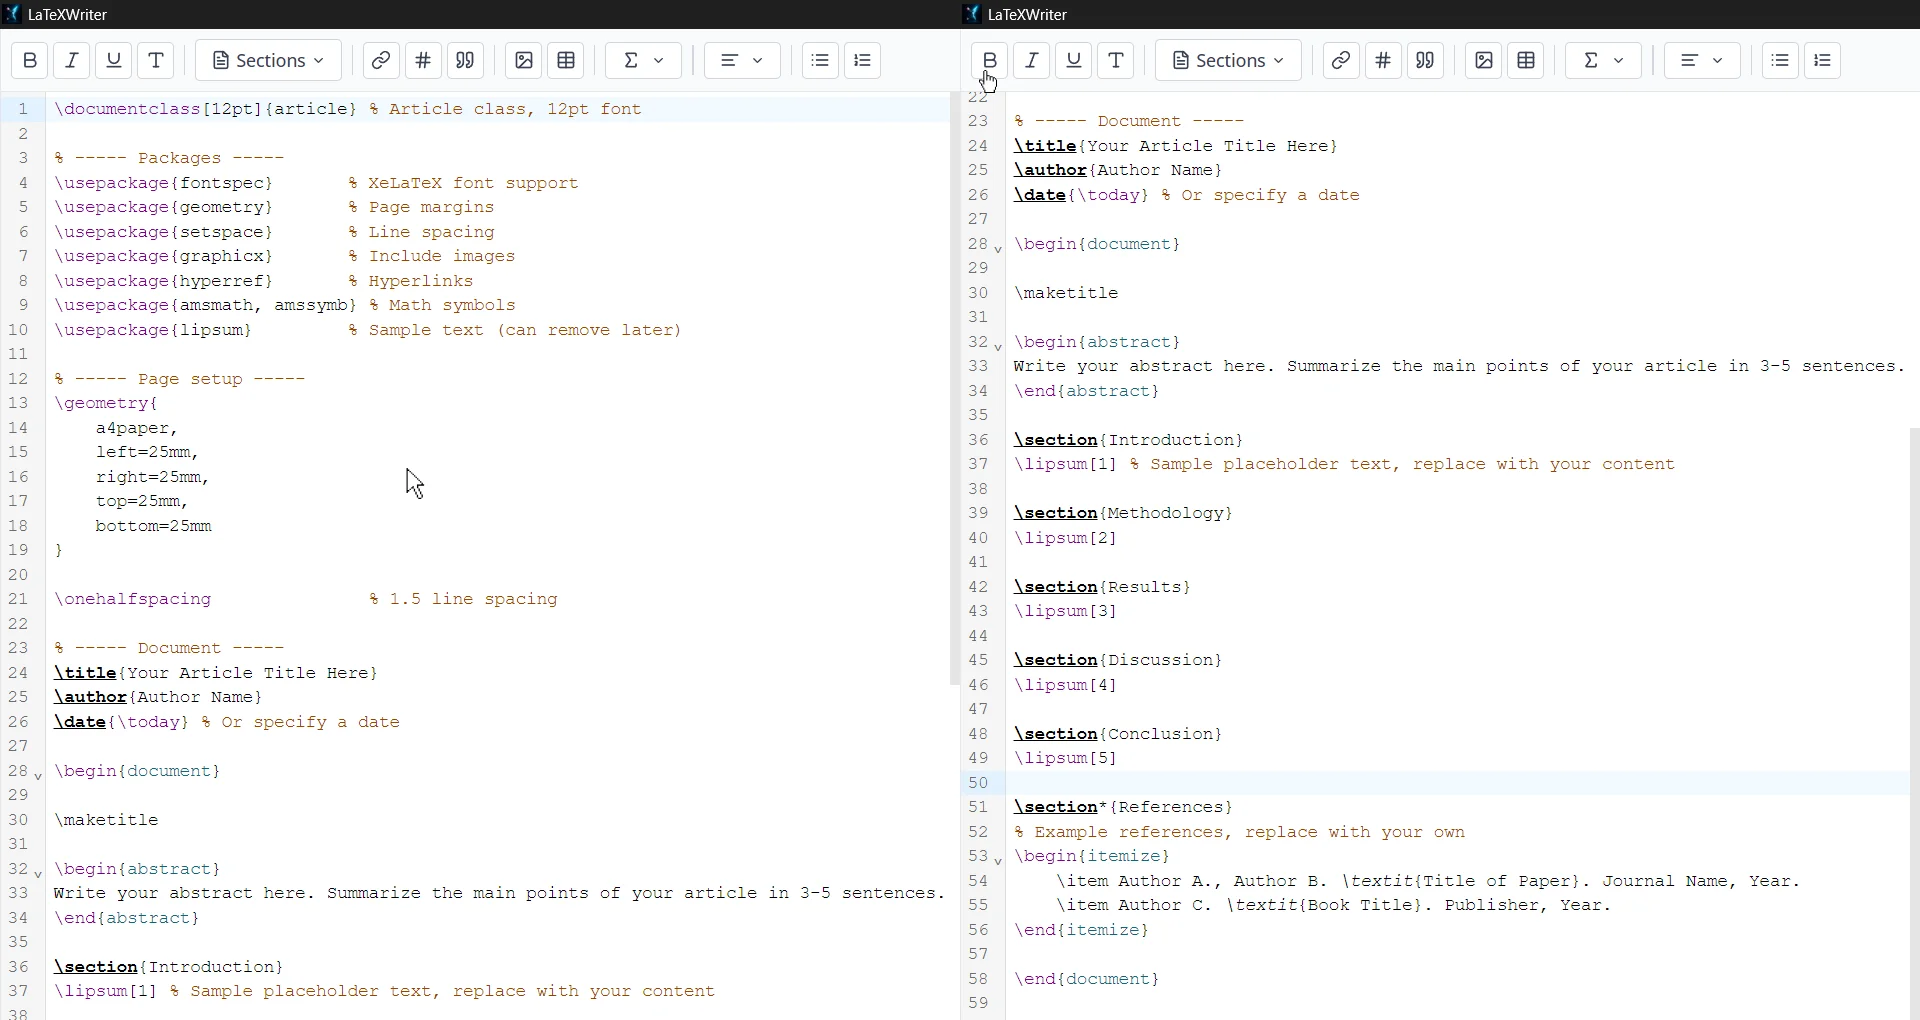 LaTeXWriter
B I U T Sections # Σ
1 \documentclass[12pt]{article} % Article class, 12pt font
2
3 % ----- Packages -----
4 \usepackage{fontspec} % XeLaTeX font support
5 \usepackage{geometry} % Page margins
6 \usepackage{setspace} % Line spacing
7 \usepackage{graphicx} % Include images
8 \usepackage{hyperref} % Hyperlinks
9 \usepackage{amsmath, amssymb} % Math symbols
10 \usepackage{lipsum} % Sample text (can remove later)
11
12 % ----- Page setup -----
13 \geometry{
14 a4paper,
15 left=25mm,
16 right=25mm,
17 top=25mm,
18 bottom=25mm
19 }
20
21 \onehalfspacing % 1.5 line spacing
22
23 % ----- Document -----
24 \title{Your Article Title Here}
25 \author{Author Name}
26 \date{\today} % Or specify a date
27
28 \begin{document}
29
30 \maketitle
31
32 \begin{abstract}
33 Write your abstract here. Summarize the main points of your article in 3-5 sentences.
34 \end{abstract}
35
36 \section{Introduction}
37 \lipsum[1] % Sample placeholder text, replace with your content
38
LaTeXWriter
B I U T Sections # Σ
22
23 % ----- Document -----
24 \title{Your Article Title Here}
25 \author{Author Name}
26 \date{\today} % Or specify a date
27
28 \begin{document}
29
30 \maketitle
31
32 \begin{abstract}
33 Write your abstract here. Summarize the main points of your article in 3-5 sentences.
34 \end{abstract}
35
36 \section{Introduction}
37 \lipsum[1] % Sample placeholder text, replace with your content
38
39 \section{Methodology}
40 \lipsum[2]
41
42 \section{Results}
43 \lipsum[3]
44
45 \section{Discussion}
46 \lipsum[4]
47
48 \section{Conclusion}
49 \lipsum[5]
50
51 \section*{References}
52 % Example references, replace with your own
53 \begin{itemize}
54 \item Author A., Author B. \textit{Title of Paper}. Journal Name, Year.
55 \item Author C. \textit{Book Title}. Publisher, Year.
56 \end{itemize}
57
58 \end{document}
59